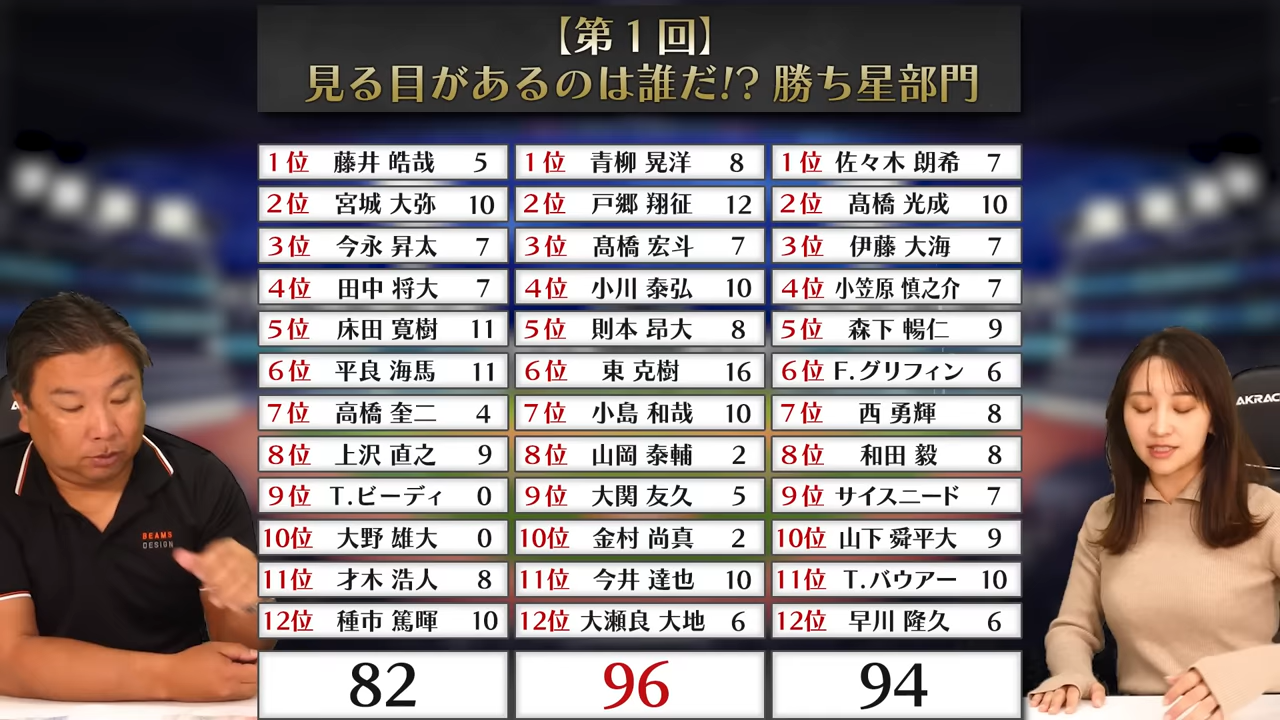 【第1回】
見る目があるのは誰だ!? 勝ち星部門
1位 藤井 皓哉 5
2位 宮城 大弥 10
3位 今永 昇太 7
4位 田中 将大 7
5位 床田 寛樹 11
6位 平良 海馬 11
7位 高橋 奎二 4
8位 上沢 直之 9
9位 T.ビーディ 0
10位 大野 雄大 0
11位 才木 浩人 8
12位 種市 篤暉 10
82
1位 青柳 晃洋 8
2位 戸郷 翔征 12
3位 髙橋 宏斗 7
4位 小川 泰弘 10
5位 則本 昂大 8
6位 東 克樹 16
7位 小島 和哉 10
8位 山岡 泰輔 2
9位 大関 友久 5
10位 金村 尚真 2
11位 今井 達也 10
12位 大瀬良 大地 6
96
1位 佐々木 朗希 7
2位 髙橋 光成 10
3位 伊藤 大海 7
4位 小笠原 慎之介 7
5位 森下 暢仁 9
6位 F.グリフィン 6
7位 西 勇輝 8
8位 和田 毅 8
9位 サイスニード 7
10位 山下 舜平大 9
11位 T.バウアー 10
12位 早川 隆久 6
94
BEAMS
DESIGN
AKRAC